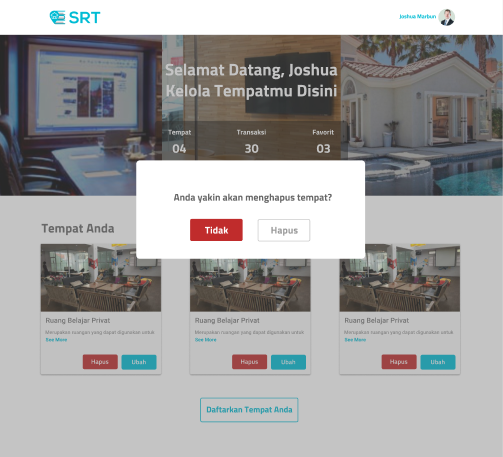 SRT
Joshua Marbun
Selamat Datang, Joshua
Kelola Tempatmu Disini
Tempat Transaksi Favorit
04 30 03
Anda yakin akan menghapus tempat?
Tidak Hapus
Tempat Anda
Ruang Belajar Privat
Merupakan ruangan yang dapat digunakan untuk
See More
Hapus Ubah
Ruang Belajar Privat
Merupakan ruangan yang dapat digunakan untuk
See More
Hapus Ubah
Ruang Belajar Privat
Merupakan ruangan yang dapat digunakan untuk
See More
Hapus Ubah
Daftarkan Tempat Anda